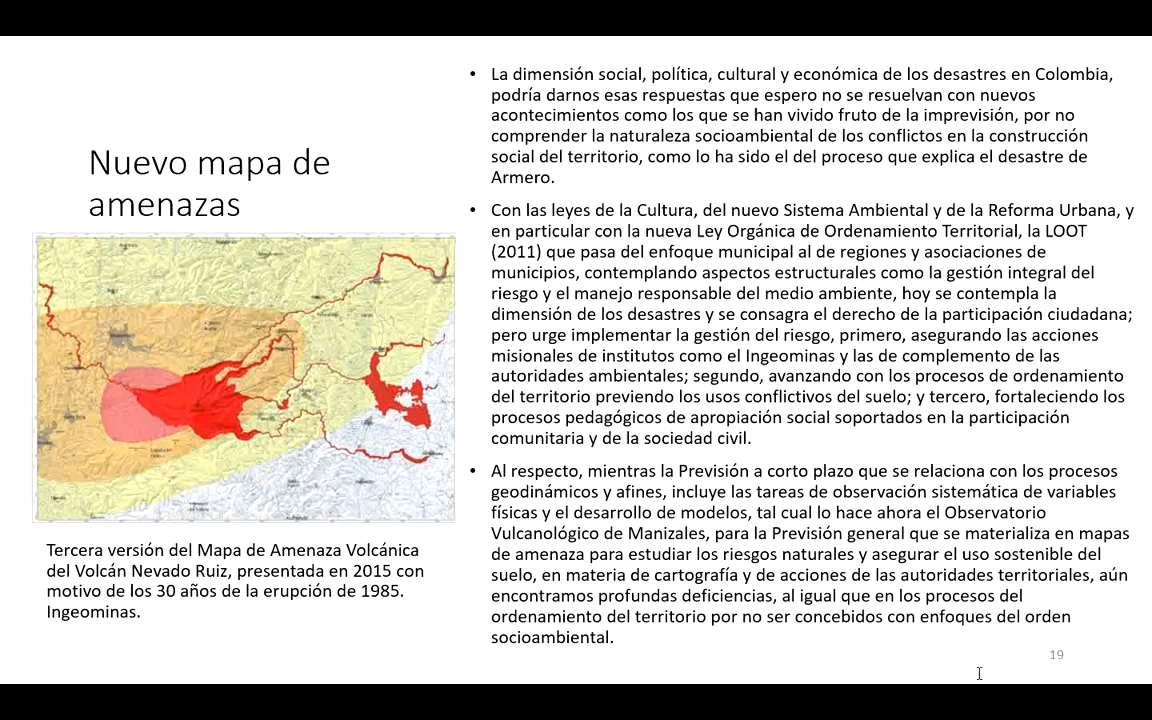 Nuevo mapa de
amenazas
Tercera versión del Mapa de Amenaza Volcánica
del Volcán Nevado Ruiz, presentada en 2015 con
motivo de los 30 años de la erupción de 1985.
Ingeominas.
• La dimensión social, política, cultural y económica de los desastres en Colombia,
podría darnos esas respuestas que espero no se resuelvan con nuevos
acontecimientos como los que se han vivido fruto de la imprevisión, por no
comprender la naturaleza socioambiental de los conflictos en la construcción
social del territorio, como lo ha sido el del proceso que explica el desastre de
Armero.
• Con las leyes de la Cultura, del nuevo Sistema Ambiental y de la Reforma Urbana, y
en particular con la nueva Ley Orgánica de Ordenamiento Territorial, la LOOT
(2011) que pasa del enfoque municipal al de regiones y asociaciones de
municipios, contemplando aspectos estructurales como la gestión integral del
riesgo y el manejo responsable del medio ambiente, hoy se contempla la
dimensión de los desastres y se consagra el derecho de la participación ciudadana;
pero urge implementar la gestión del riesgo, primero, asegurando las acciones
misionales de institutos como el Ingeominas y las de complemento de las
autoridades ambientales; segundo, avanzando con los procesos de ordenamiento
del territorio previendo los usos conflictivos del suelo; y tercero, fortaleciendo los
procesos pedagógicos de apropiación social soportados en la participación
comunitaria y de la sociedad civil.
• Al respecto, mientras la Previsión a corto plazo que se relaciona con los procesos
geodinámicos y afines, incluye las tareas de observación sistemática de variables
físicas y el desarrollo de modelos, tal cual lo hace ahora el Observatorio
Vulcanológico de Manizales, para la Previsión general que se materializa en mapas
de amenaza para estudiar los riesgos naturales y asegurar el uso sostenible del
suelo, en materia de cartografía y de acciones de las autoridades territoriales, aún
encontramos profundas deficiencias, al igual que en los procesos del
ordenamiento del territorio por no ser concebidos con enfoques del orden
socioambiental.
19